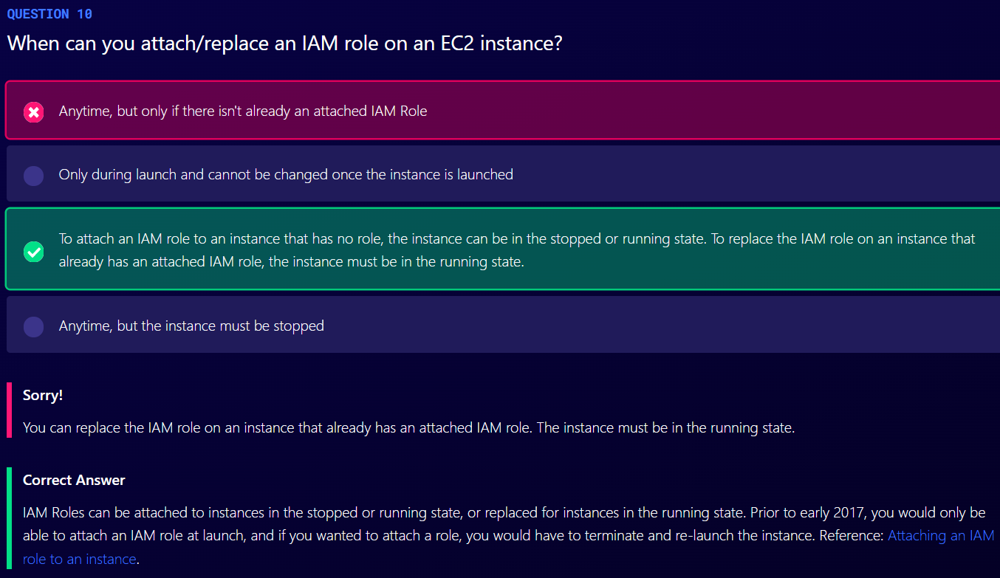 QUESTION 10
When can you attach/replace an IAM role on an EC2 instance?
Anytime, but only if there isn't already an attached IAM Role
Only during launch and cannot be changed once the instance is launched
To attach an IAM role to an instance that has no role, the instance can be in the stopped or running state. To replace the IAM role on an instance that
already has an attached IAM role, the instance must be in the running state.
Anytime, but the instance must be stopped
Sorry!
You can replace the IAM role on an instance that already has an attached IAM role. The instance must be in the running state.
Correct Answer
IAM Roles can be attached to instances in the stopped or running state, or replaced for instances in the running state. Prior to early 2017, you would only be
able to attach an IAM role at launch, and if you wanted to attach a role, you would have to terminate and re-launch the instance. Reference: Attaching an IAM
role to an instance.